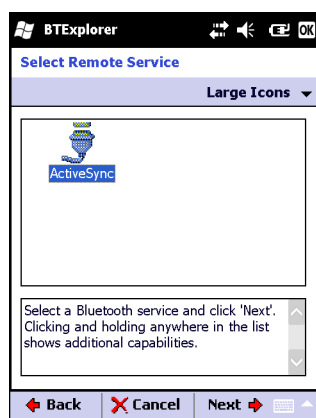 BTExplorer OK
Select Remote Service
Large Icons
ActiveSync
Select a Bluetooth service and click 'Next'.
Clicking and holding anywhere in the list
shows additional capabilities.
Back Cancel Next